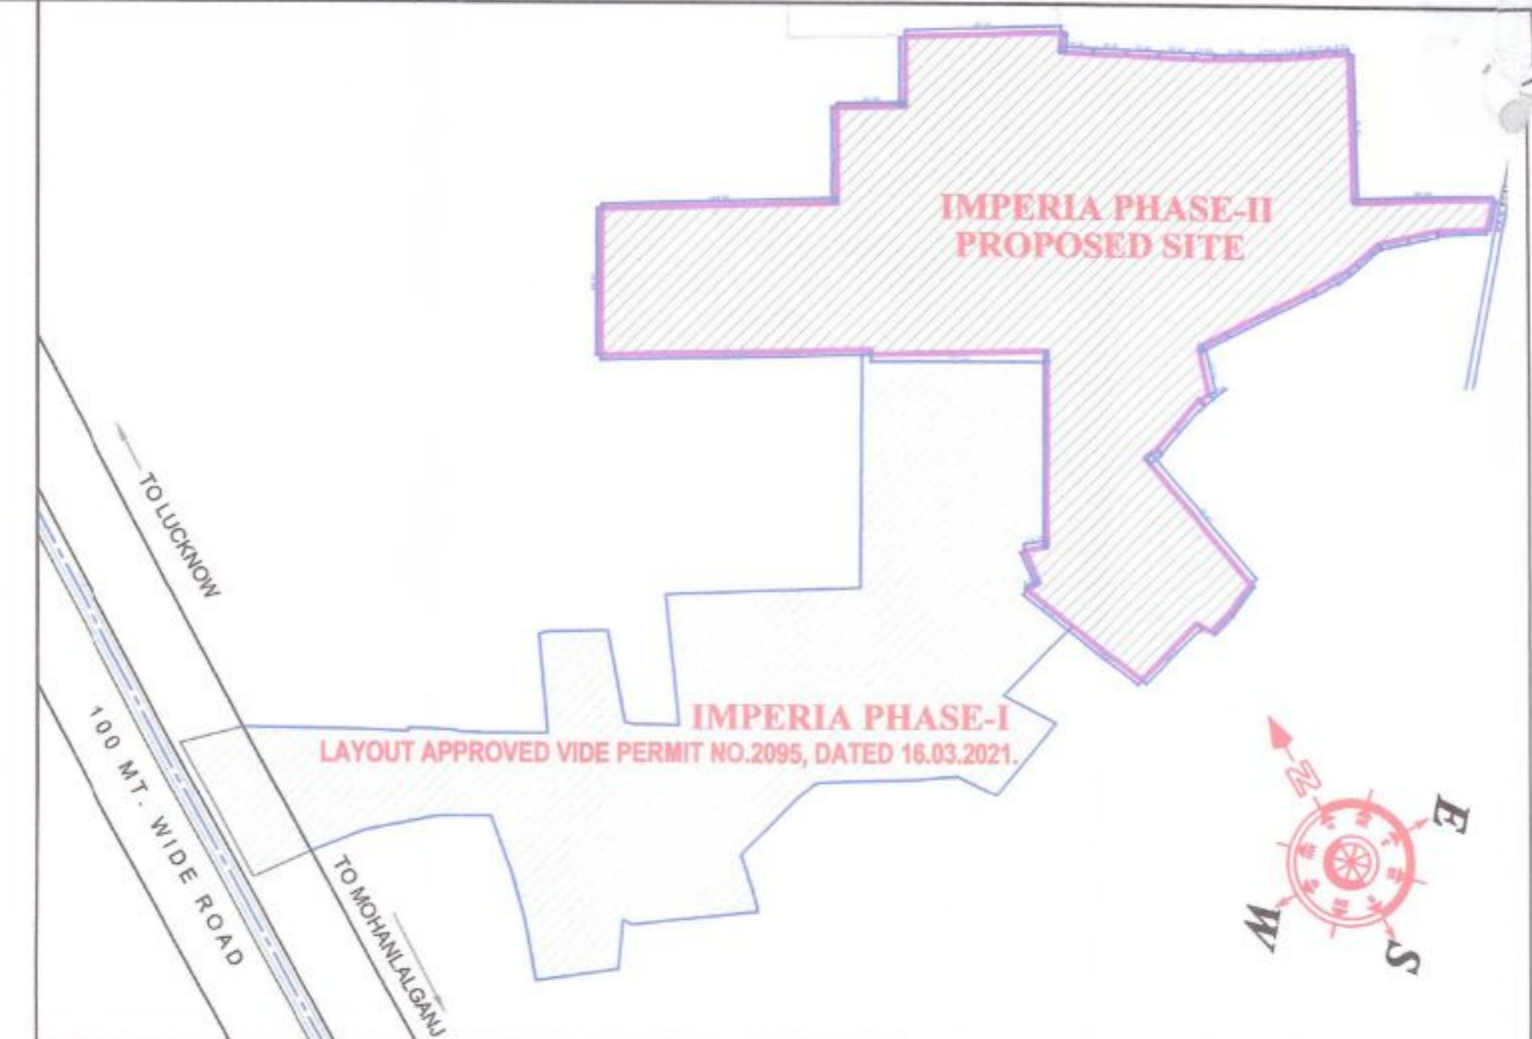 IMPERIA PHASE-II
PROPOSED SITE
TO LUCKNOW
IMPERIA PHASE-I
LAYOUT APPROVED VIDE PERMIT NO.2095, DATED 16.03.2021.
100 MT. WIDE ROAD
TO MOHANLALGANJ
N
E
W
S